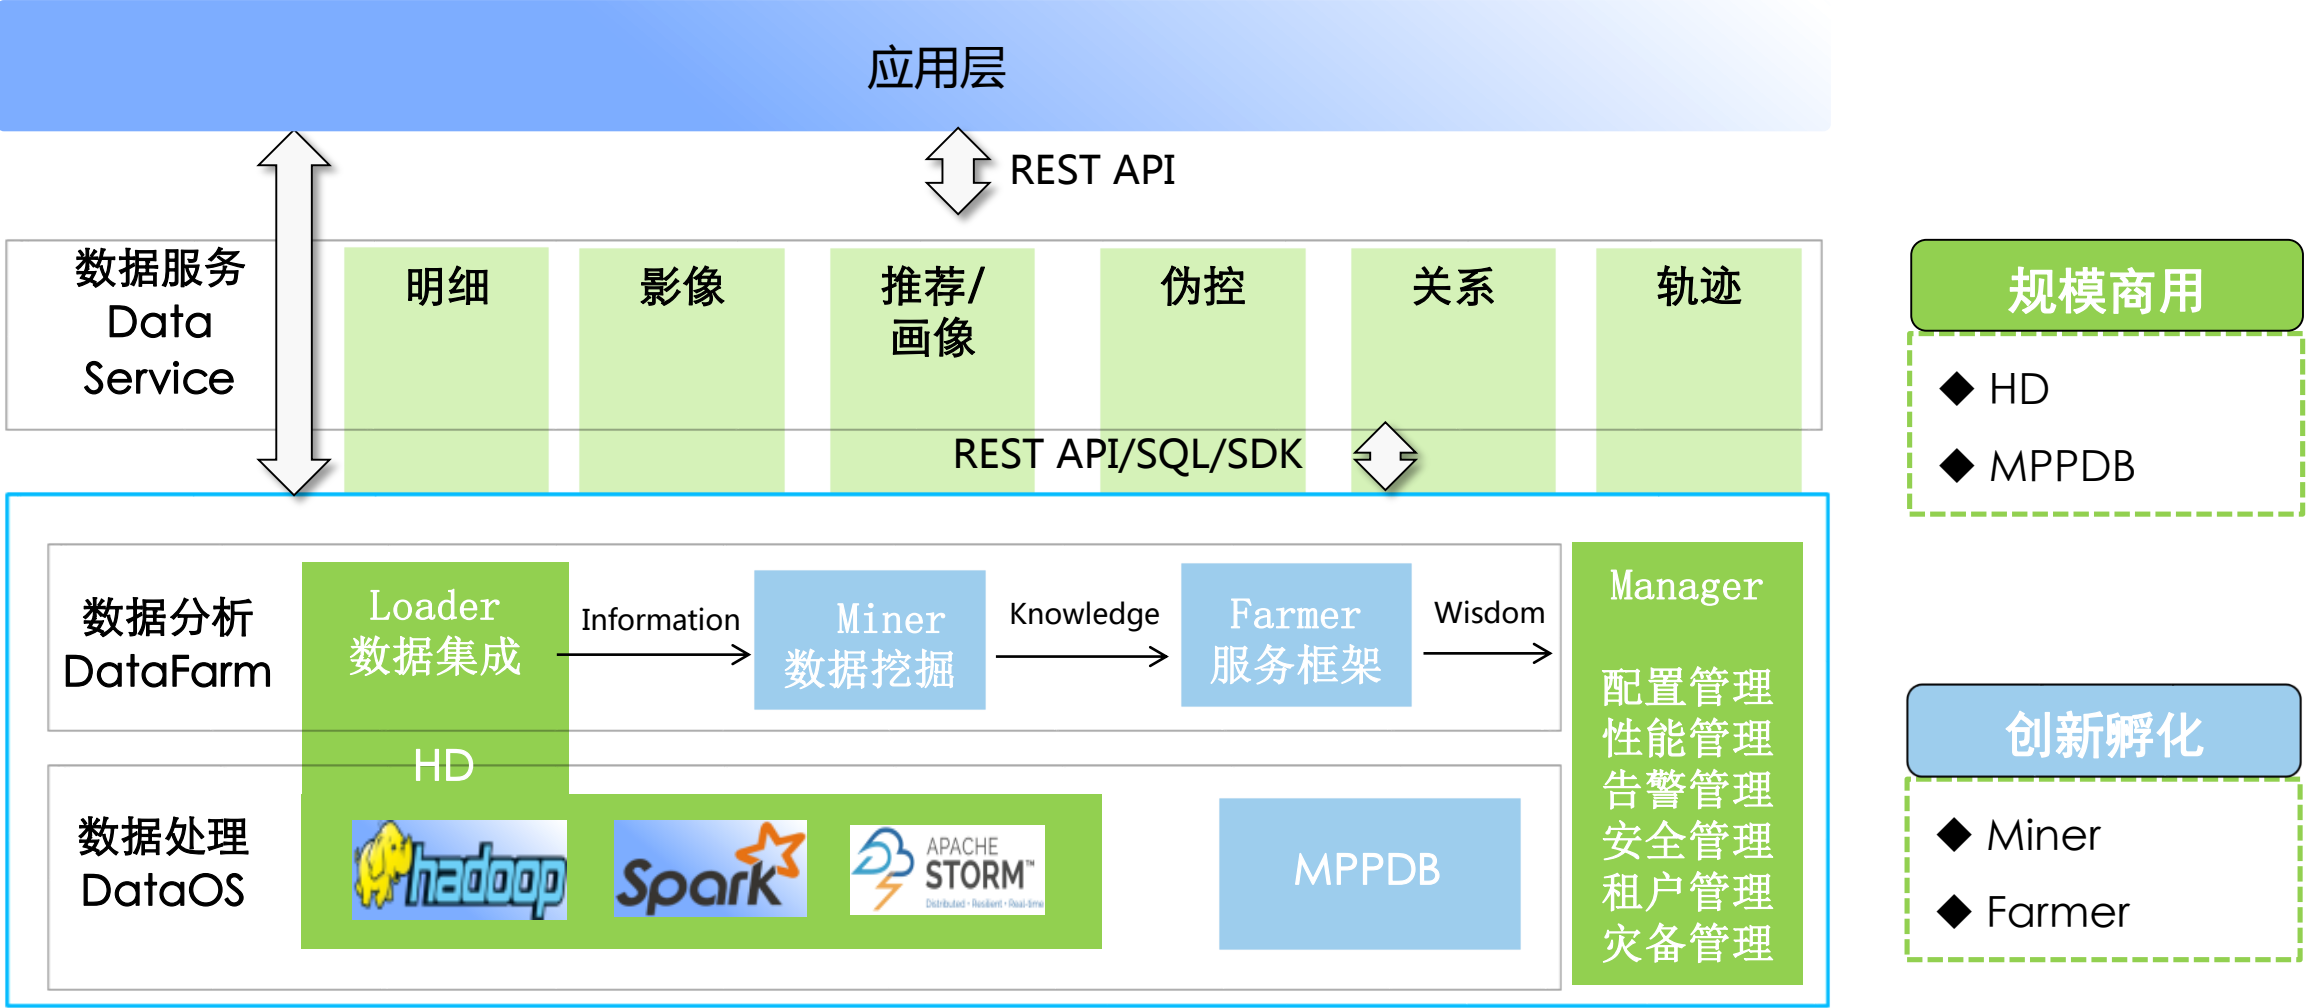 应用层
REST API
数据服务
Data
Service
明细
影像
推荐/
画像
伪控
关系
轨迹
REST API/SQL/SDK
数据分析
DataFarm
Loader
数据集成
Information
Miner
数据挖掘
Knowledge
Farmer
服务框架
Wisdom
HD
数据处理
DataOS
hadoop
Spark
APACHE
STORM™
Distributed • Resilient • Real-time
MPPDB
Manager
配置管理
性能管理
告警管理
安全管理
租户管理
灾备管理
规模商用
◆ HD
◆ MPPDB
创新孵化
◆ Miner
◆ Farmer